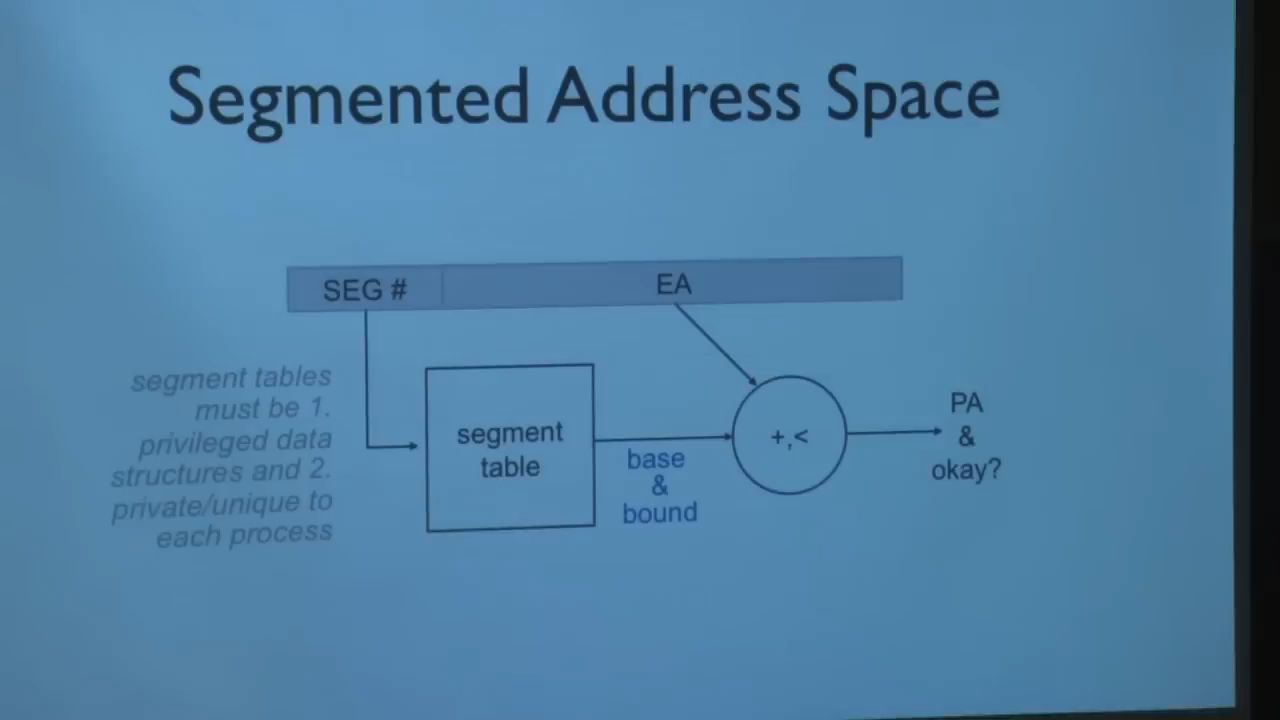 Segmented Address Space
SEG #
EA
segment tables
must be 1.
privileged data
structures and 2.
private/unique to
each process
segment
table
base
&
bound
+,<
PA
&
okay?